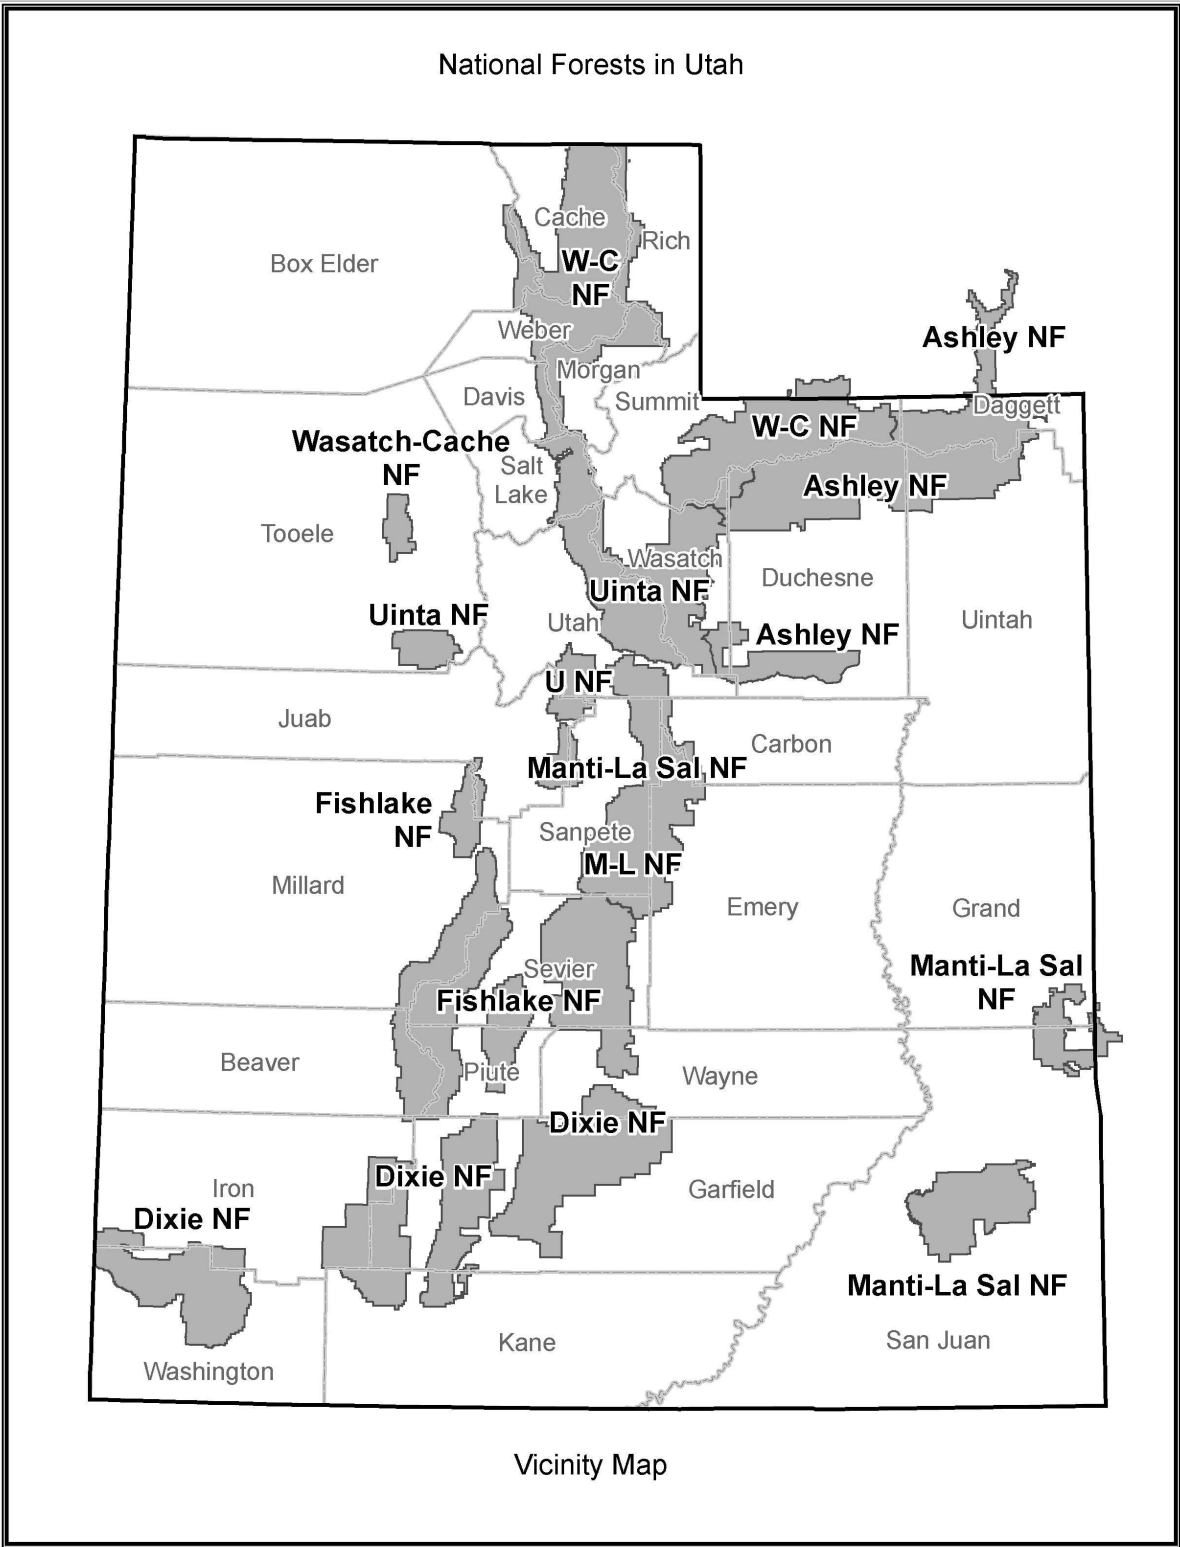 National Forests in Utah
Cache
Rich
Box Elder
W-C
NF
Weber
Ashley NF
Morgan
Davis
Summit
Daggett
W-C NF
Wasatch-Cache
NF
Salt
Lake
Ashley NF
Tooele
Wasatch
Duchesne
Uinta NF
Uinta NF
Utah
Uintah
Ashley NF
U NF
Juab
Carbon
Manti-La Sal NF
Fishlake
NF
Sanpete
M-L NF
Millard
Emery
Grand
Sevier
Manti-La Sal
NF
Fishlake NF
Beaver
Piute
Wayne
Dixie NF
Dixie NF
Iron
Garfield
Dixie NF
Manti-La Sal NF
Kane
San Juan
Washington
Vicinity Map